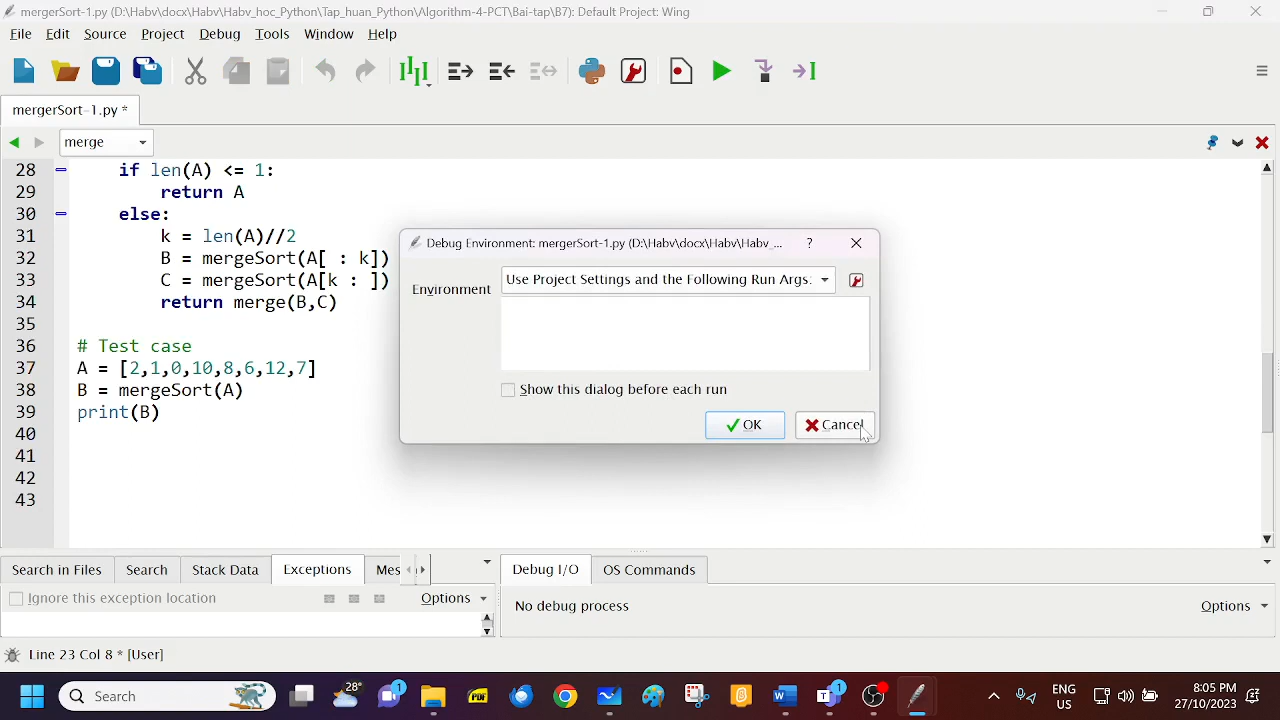 mergerSort-1.py (D:\Habv\docx\Habv\Habv_hoc_Python\Tap_huan_Python\Algorithm-4-PCT\Bai-tap\B7): Default Project: Wing
File Edit Source Project Debug Tools Window Help
mergerSort-1.py *
merge
28 if len(A) <= 1:
29 return A
30 else:
31 k = len(A)//2
32 B = mergeSort(A[ : k])
33 C = mergeSort(A[k : ])
34 return merge(B,C)
35
36 # Test case
37 A = [2,1,0,10,8,6,12,7]
38 B = mergeSort(A)
39 print(B)
40
41
42
43
Debug Environment: mergerSort-1.py (D:\Habv\docx\Habv\Habv_... ?
Environment Use Project Settings and the Following Run Args:
Show this dialog before each run
OK Cancel
Search in Files Search Stack Data Exceptions Mes
Debug I/O OS Commands
Ignore this exception location Options
No debug process Options
Line 23 Col 8 * [User]
Search 28° PDF 1 1 ENG US 8:05 PM 27/10/2023